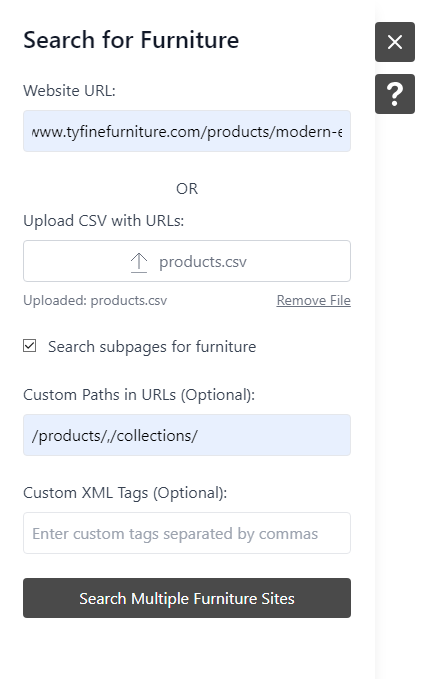 Search for Furniture
Website URL:
www.tyfinefurniture.com/products/modern-e
OR
Upload CSV with URLs:
products.csv
Uploaded: products.csv Remove File
Search subpages for furniture
Custom Paths in URLs (Optional):
/products/,/collections/
Custom XML Tags (Optional):
Enter custom tags separated by commas
Search Multiple Furniture Sites
?